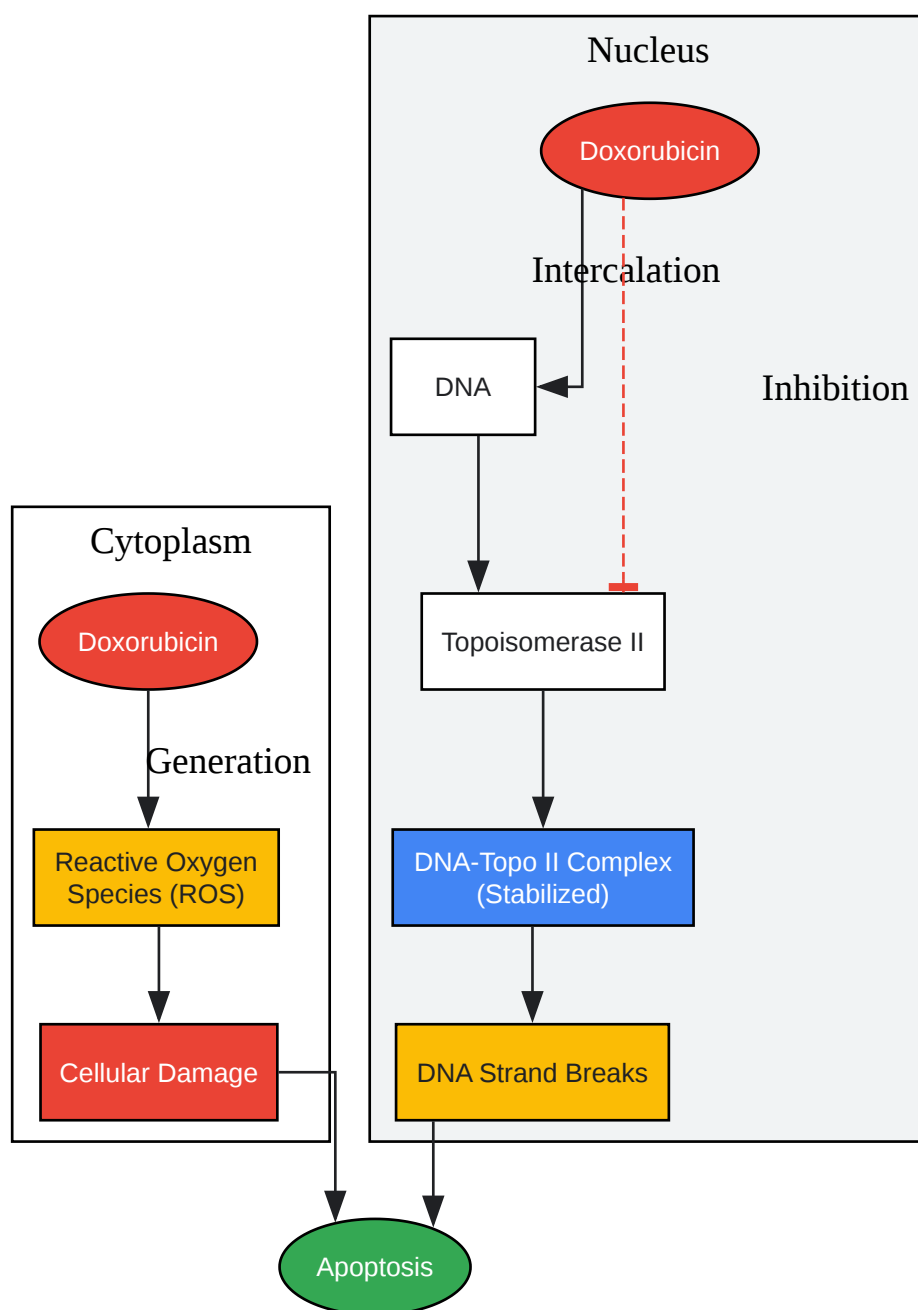 Nucleus
Doxorubicin
Intercalation
DNA
Inhibition
Topoisomerase II
DNA-Topo II Complex
(Stabilized)
DNA Strand Breaks
Cytoplasm
Doxorubicin
Generation
Reactive Oxygen
Species (ROS)
Cellular Damage
Apoptosis